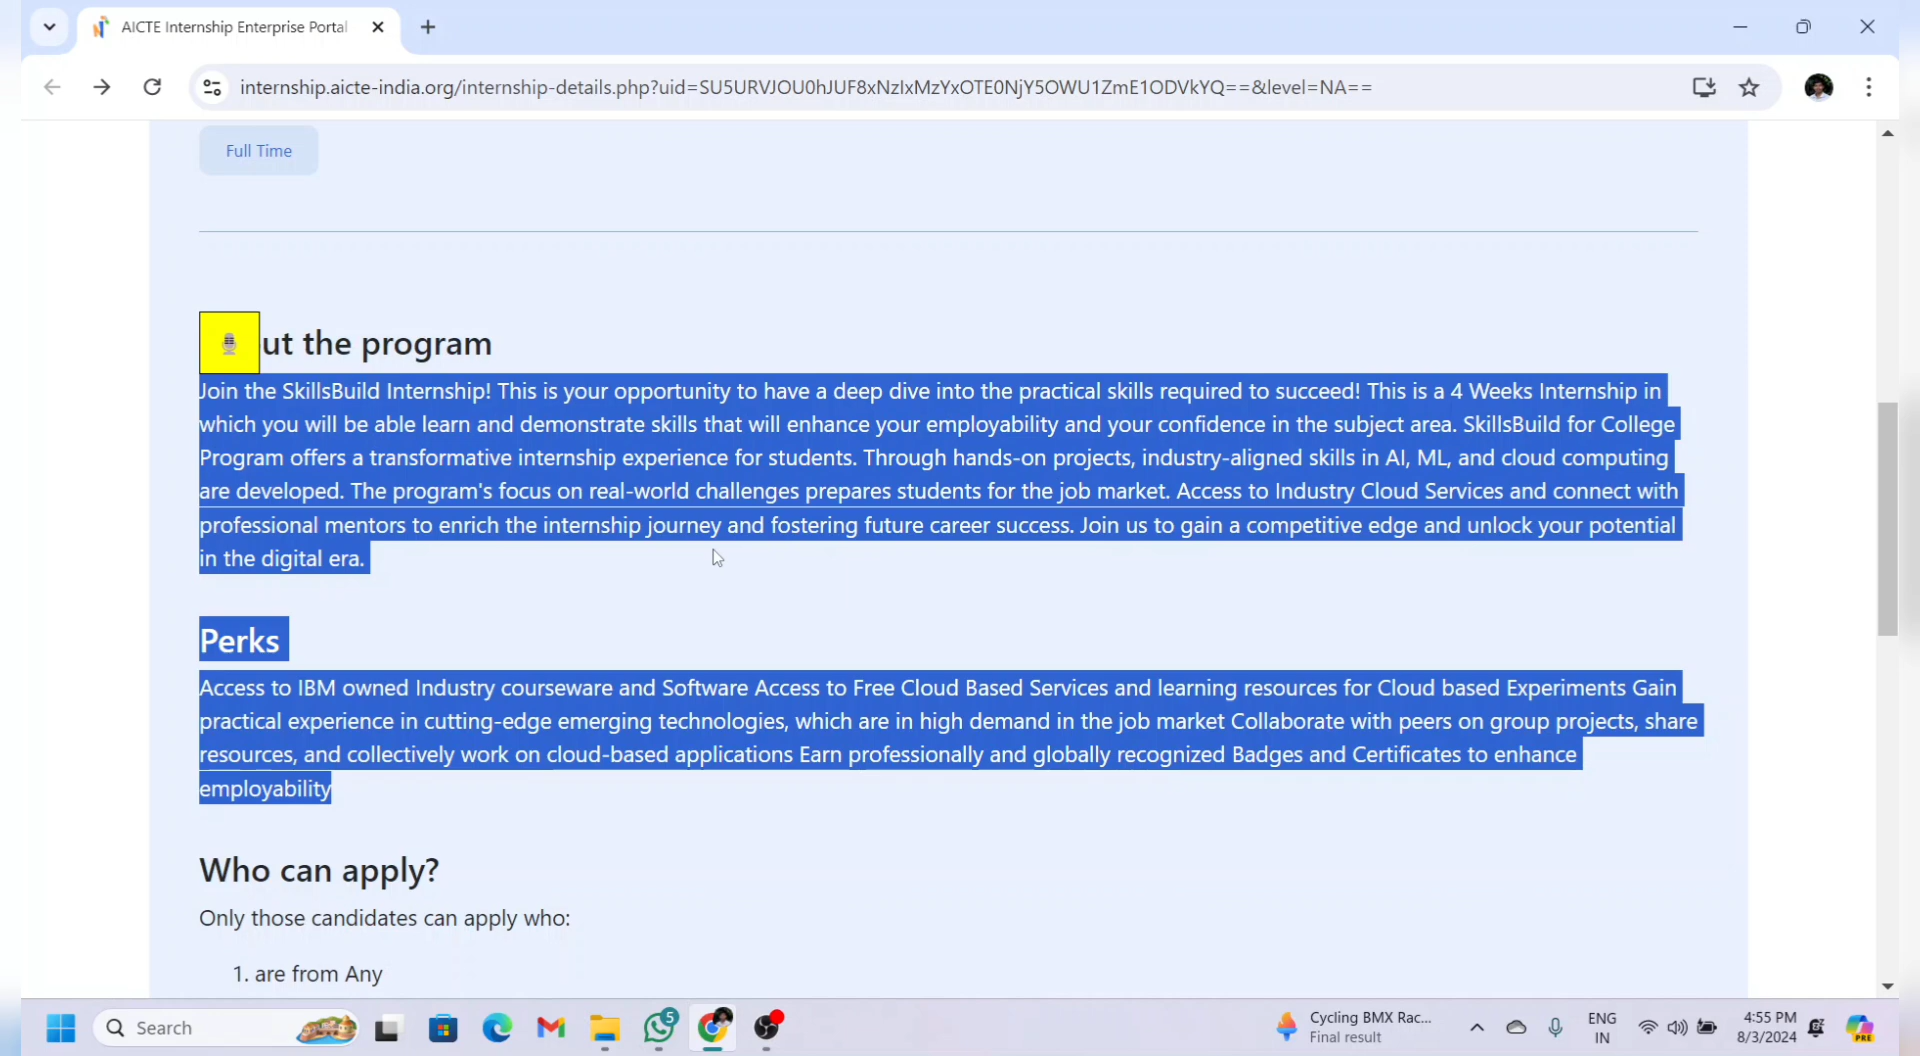 AICTE Internship Enterprise Portal
internship.aicte-india.org/internship-details.php?uid=SU5URVJOU0hJUF8xNzIxMzYxOTE0NjY5OWU1ZmE1ODVkYQ==&level=NA==
Full Time
ut the program
Join the SkillsBuild Internship! This is your opportunity to have a deep dive into the practical skills required to succeed! This is a 4 Weeks Internship in
which you will be able learn and demonstrate skills that will enhance your employability and your confidence in the subject area. SkillsBuild for College
Program offers a transformative internship experience for students. Through hands-on projects, industry-aligned skills in AI, ML, and cloud computing
are developed. The program's focus on real-world challenges prepares students for the job market. Access to Industry Cloud Services and connect with
professional mentors to enrich the internship journey and fostering future career success. Join us to gain a competitive edge and unlock your potential
in the digital era.
Perks
Access to IBM owned Industry courseware and Software Access to Free Cloud Based Services and learning resources for Cloud based Experiments Gain
practical experience in cutting-edge emerging technologies, which are in high demand in the job market Collaborate with peers on group projects, share
resources, and collectively work on cloud-based applications Earn professionally and globally recognized Badges and Certificates to enhance
employability
Who can apply?
Only those candidates can apply who:
1. are from Any
Search
5
Cycling BMX Rac...
Final result
ENG
IN
4:55 PM
8/3/2024
PRE